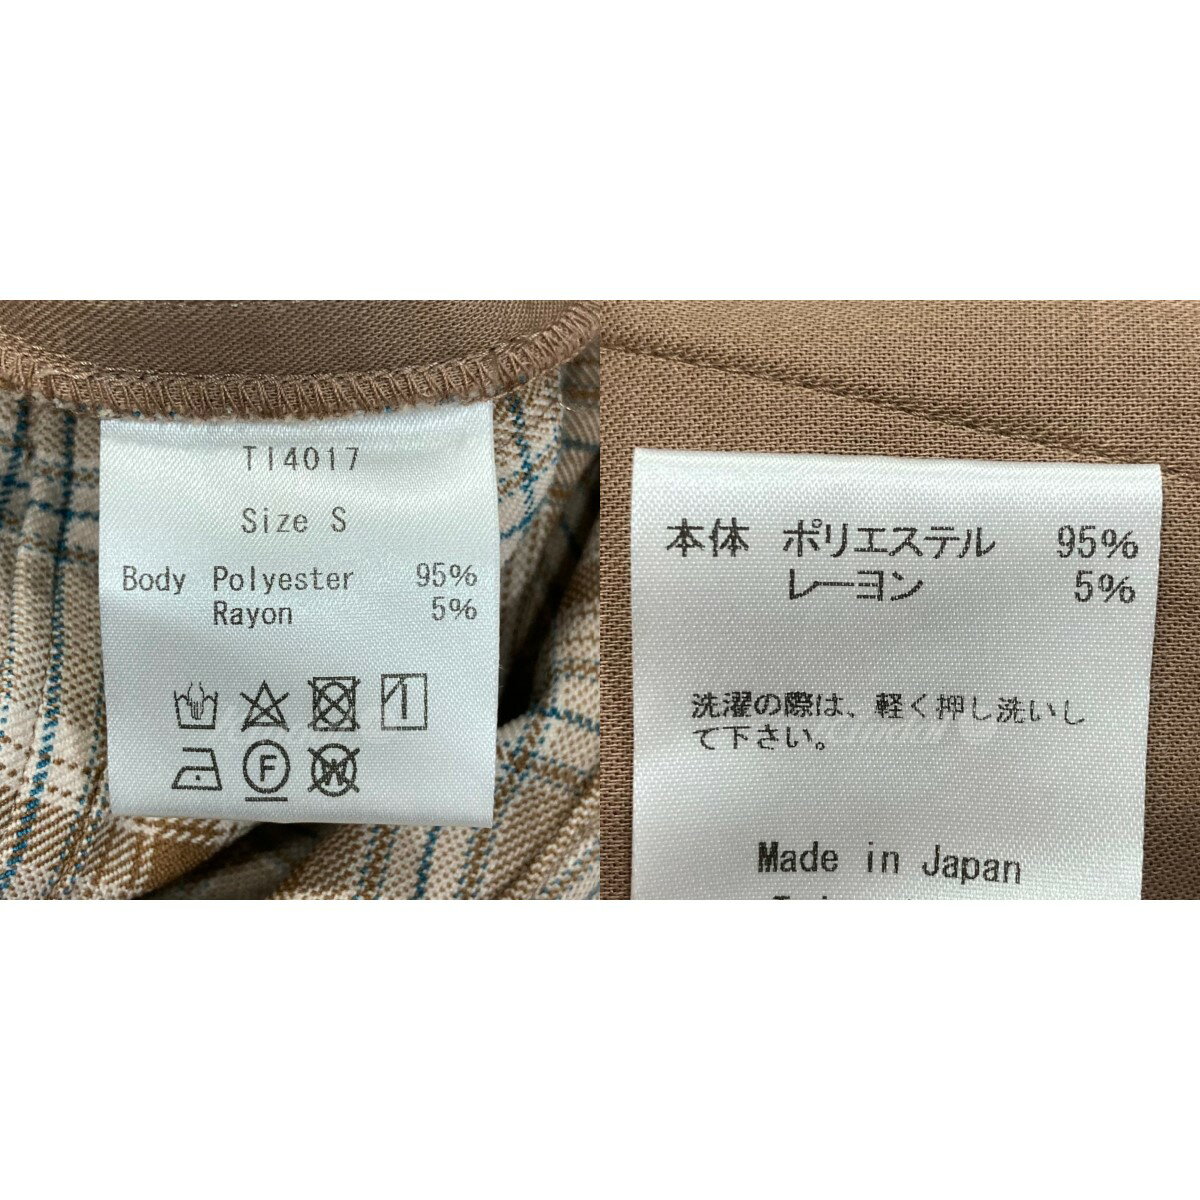 TI4017
Size S
Body Polyester 95%
Rayon 5%
F
W
本体 ポリエステル 95%
レーヨン 5%
洗濯の際は、軽く押し洗いし
て下さい。
Made in Japan